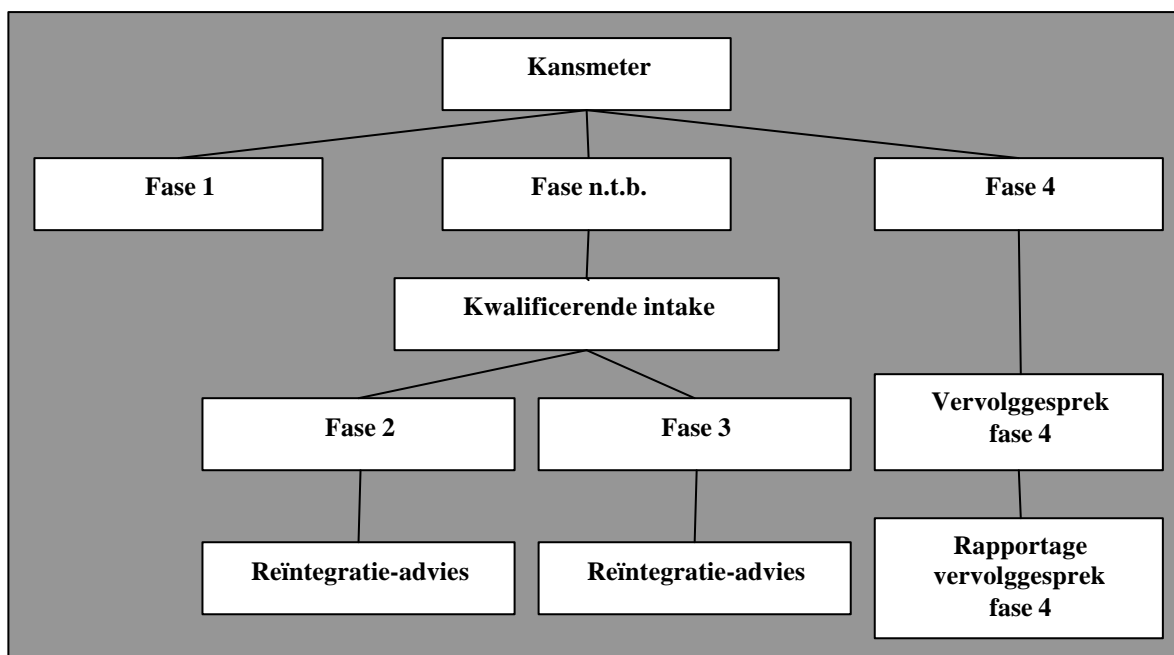 Kansmeter
Fase 1
Fase n.t.b.
Fase 4
Kwalificerende intake
Fase 2
Fase 3
Vervolggesprek
fase 4
Reïntegratie-advies
Reïntegratie-advies
Rapportage
vervolggesprek
fase 4